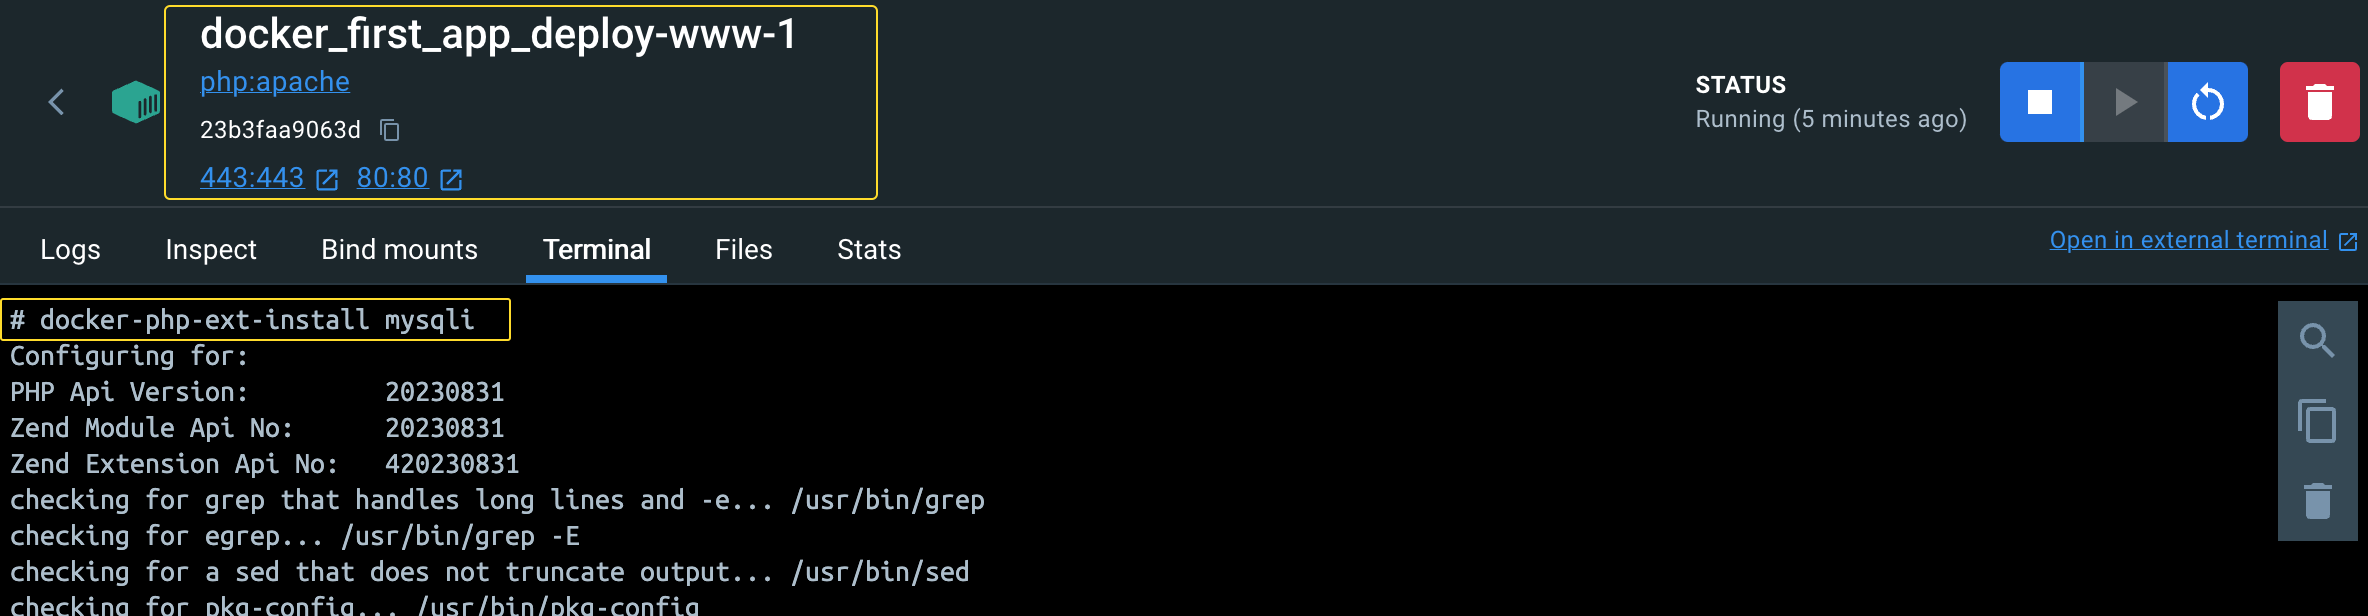 docker_first_app_deploy-www-1
php:apache
23b3faa9063d
443:443 80:80
STATUS
Running (5 minutes ago)
Logs Inspect Bind mounts Terminal Files Stats
Open in external terminal
# docker-php-ext-install mysqli
Configuring for:
PHP Api Version: 20230831
Zend Module Api No: 20230831
Zend Extension Api No: 420230831
checking for grep that handles long lines and -e... /usr/bin/grep
checking for egrep... /usr/bin/grep -E
checking for a sed that does not truncate output... /usr/bin/sed
checking for pkg-config... /usr/bin/pkg-config